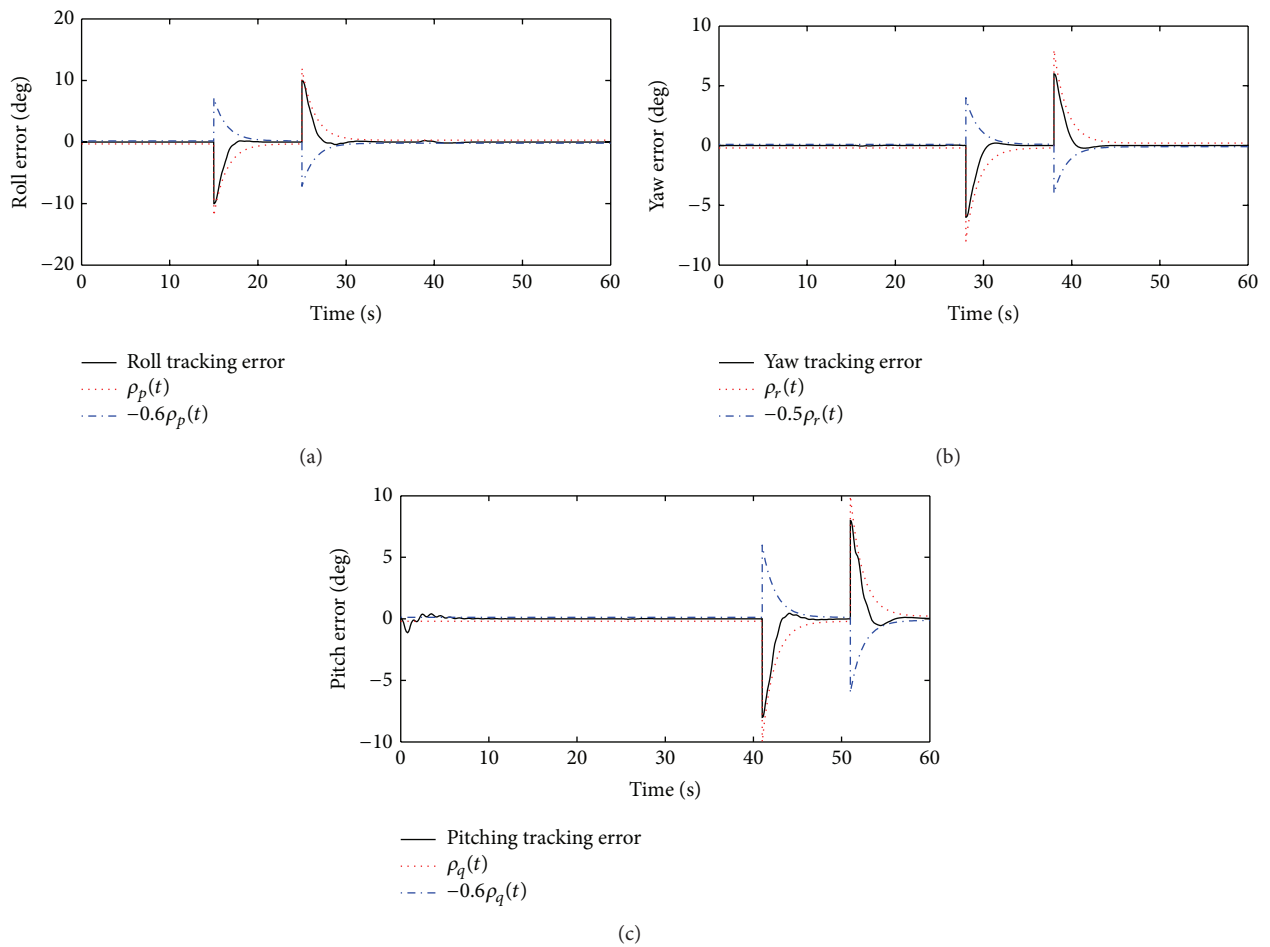 20
10
0
−10
−20
Roll error (deg)
0 10 20 30 40 50 60
Time (s)
Roll tracking error
ρp(t)
−0.6ρp(t)
(a)
10
5
0
−5
−10
Yaw error (deg)
0 10 20 30 40 50 60
Time (s)
Yaw tracking error
ρr(t)
−0.5ρr(t)
(b)
10
5
0
−5
−10
Pitch error (deg)
0 10 20 30 40 50 60
Time (s)
Pitching tracking error
ρq(t)
−0.6ρq(t)
(c)